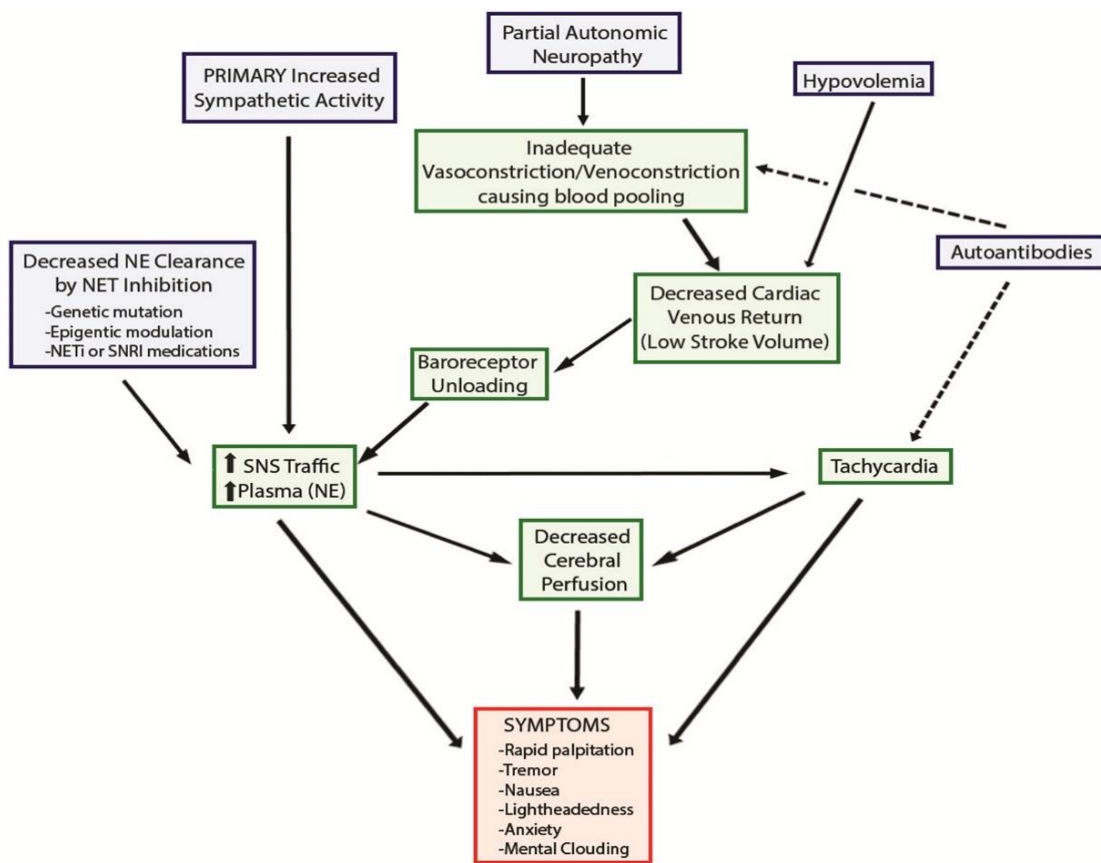 Partial Autonomic
Neuropathy
PRIMARY Increased
Sympathetic Activity
Hypovolemia
Inadequate
Vasoconstriction/Venoconstriction
causing blood pooling
Autoantibodies
Decreased NE Clearance
by NET Inhibition
-Genetic mutation
-Epigentic modulation
-NETi or SNRI medications
Decreased Cardiac
Venous Return
(Low Stroke Volume)
Baroreceptor
Unloading
⬆ SNS Traffic
⬆Plasma (NE)
Tachycardia
Decreased
Cerebral
Perfusion
SYMPTOMS
-Rapid palpitation
-Tremor
-Nausea
-Lightheadedness
-Anxiety
-Mental Clouding